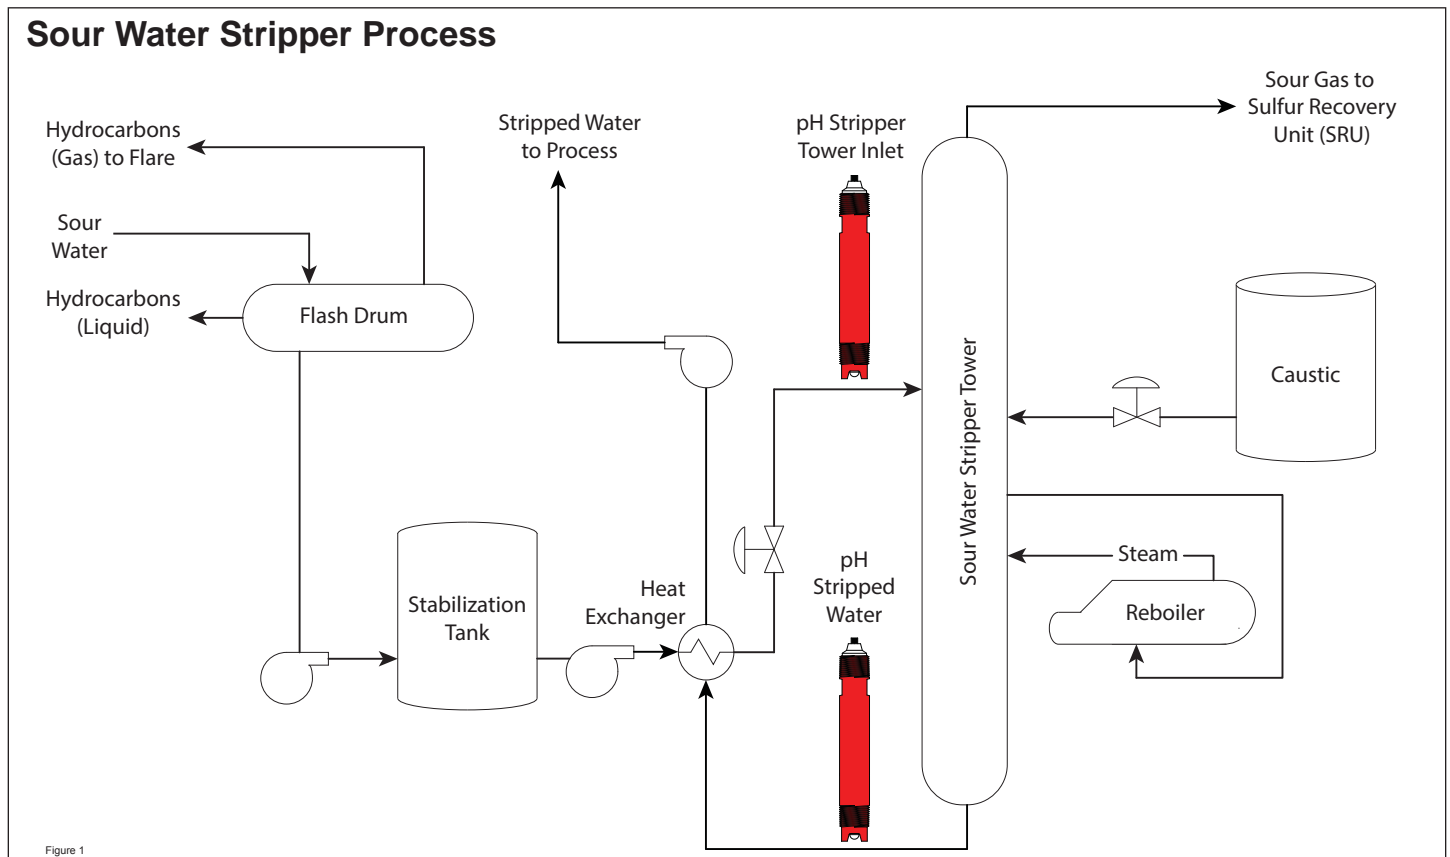 Sour Water Stripper Process
Hydrocarbons
(Gas) to Flare
Sour
Water
Hydrocarbons
(Liquid)
Flash Drum
Stripped Water
to Process
pH Stripper
Tower Inlet
Sour Gas to
Sulfur Recovery
Unit (SRU)
Sour Water Stripper Tower
Caustic
Stabilization
Tank
Heat
Exchanger
pH
Stripped
Water
Steam
Reboiler
Figure 1